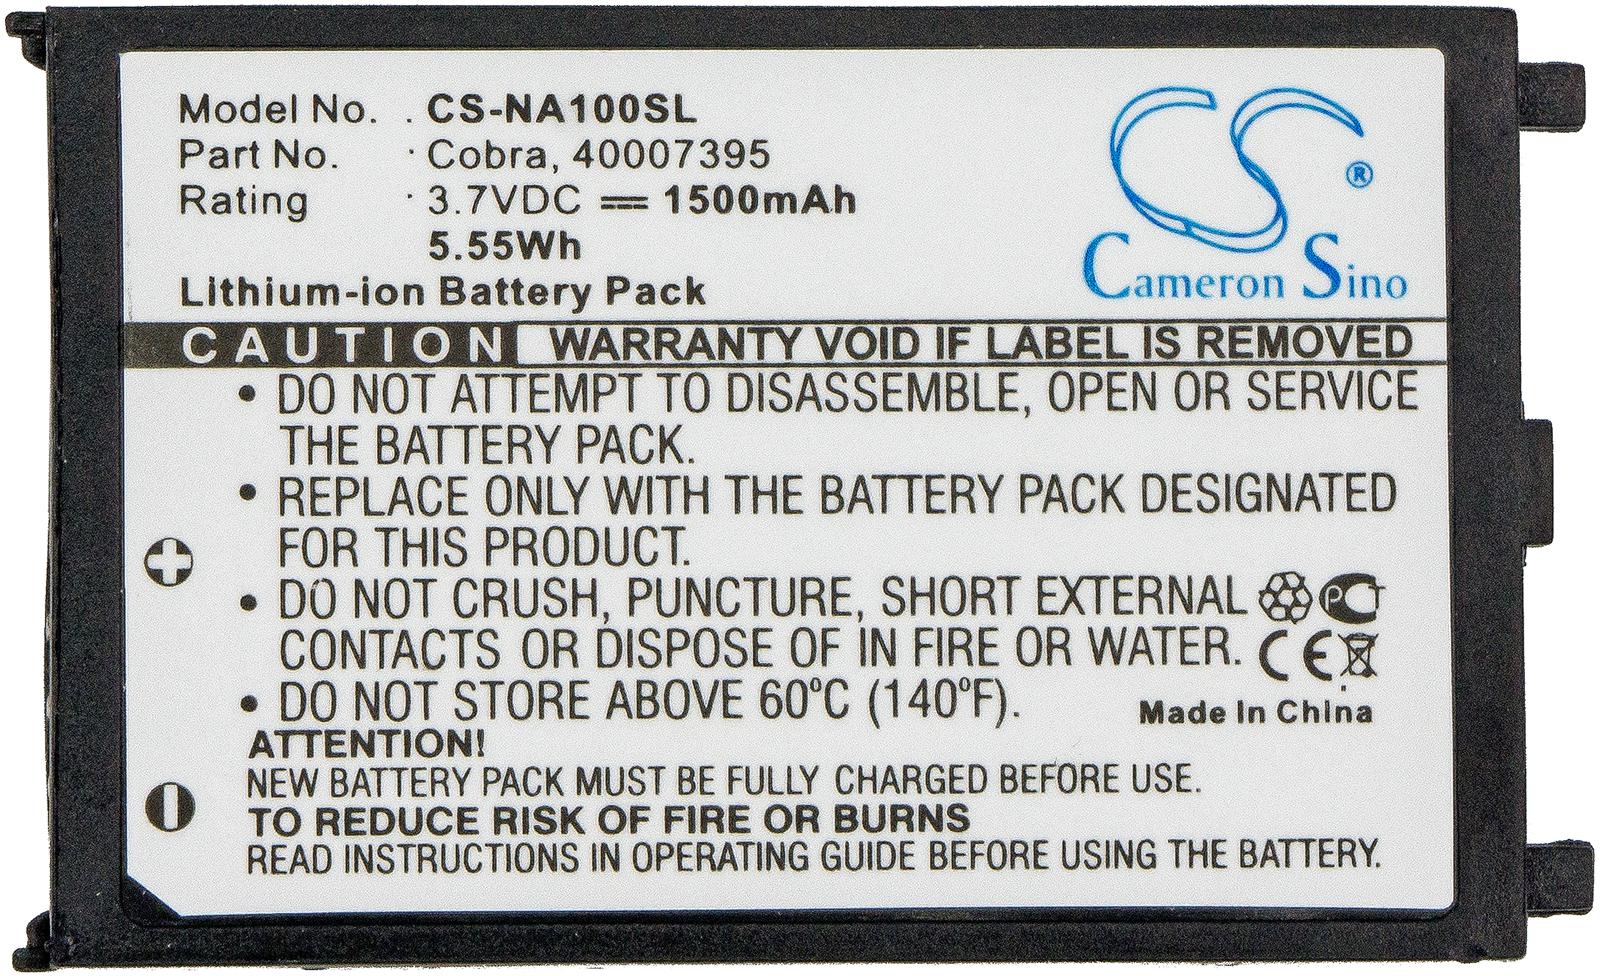 Model No. . CS-NA100SL
Part No. · Cobra, 40007395
Rating · 3.7VDC 1500mAh
5.55Wh
Lithium-ion Battery Pack
CS
®
Cameron Sino
CAUTION WARRANTY VOID IF LABEL IS REMOVED
• DO NOT ATTEMPT TO DISASSEMBLE, OPEN OR SERVICE
THE BATTERY PACK.
• REPLACE ONLY WITH THE BATTERY PACK DESIGNATED
FOR THIS PRODUCT.
• DO NOT CRUSH, PUNCTURE, SHORT EXTERNAL
CONTACTS OR DISPOSE OF IN FIRE OR WATER.
PC
CE
• DO NOT STORE ABOVE 60ºC (140ºF).
Made In China
ATTENTION!
NEW BATTERY PACK MUST BE FULLY CHARGED BEFORE USE.
TO REDUCE RISK OF FIRE OR BURNS
READ INSTRUCTIONS IN OPERATING GUIDE BEFORE USING THE BATTERY.